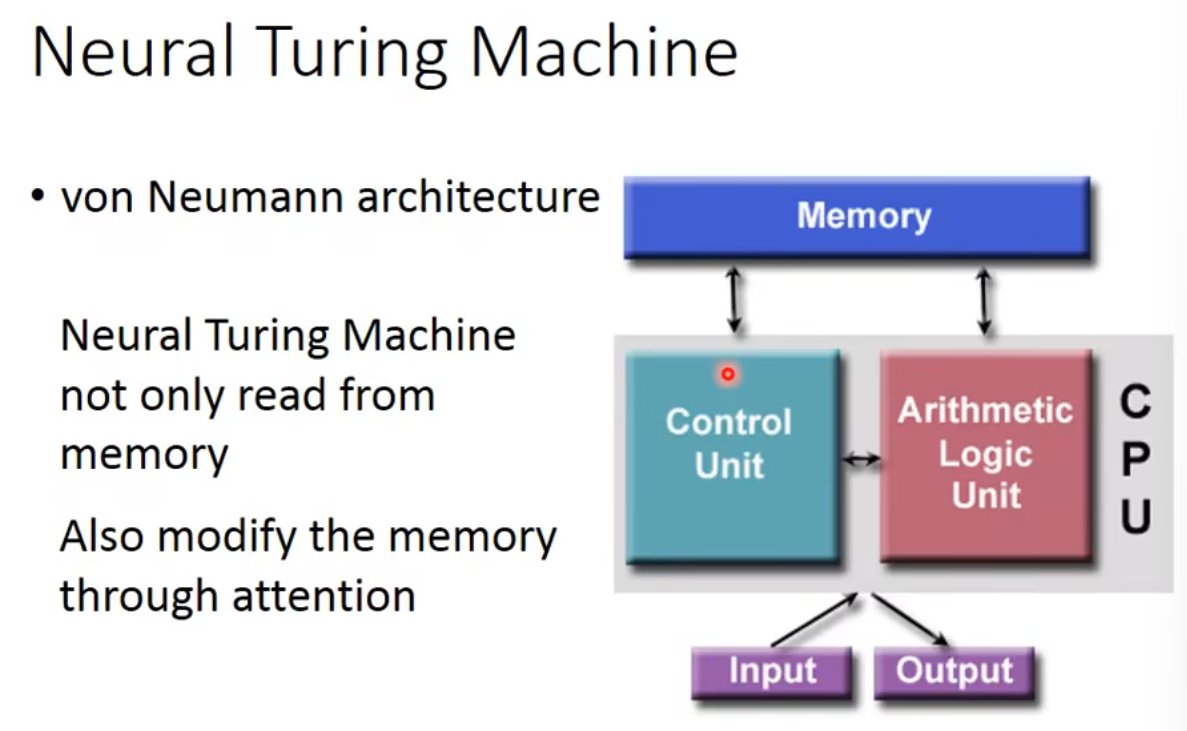 Neural Turing Machine
• von Neumann architecture
Neural Turing Machine
not only read from
memory
Also modify the memory
through attention
Memory
Control
Unit
Arithmetic
Logic
Unit
C
P
U
Input
Output